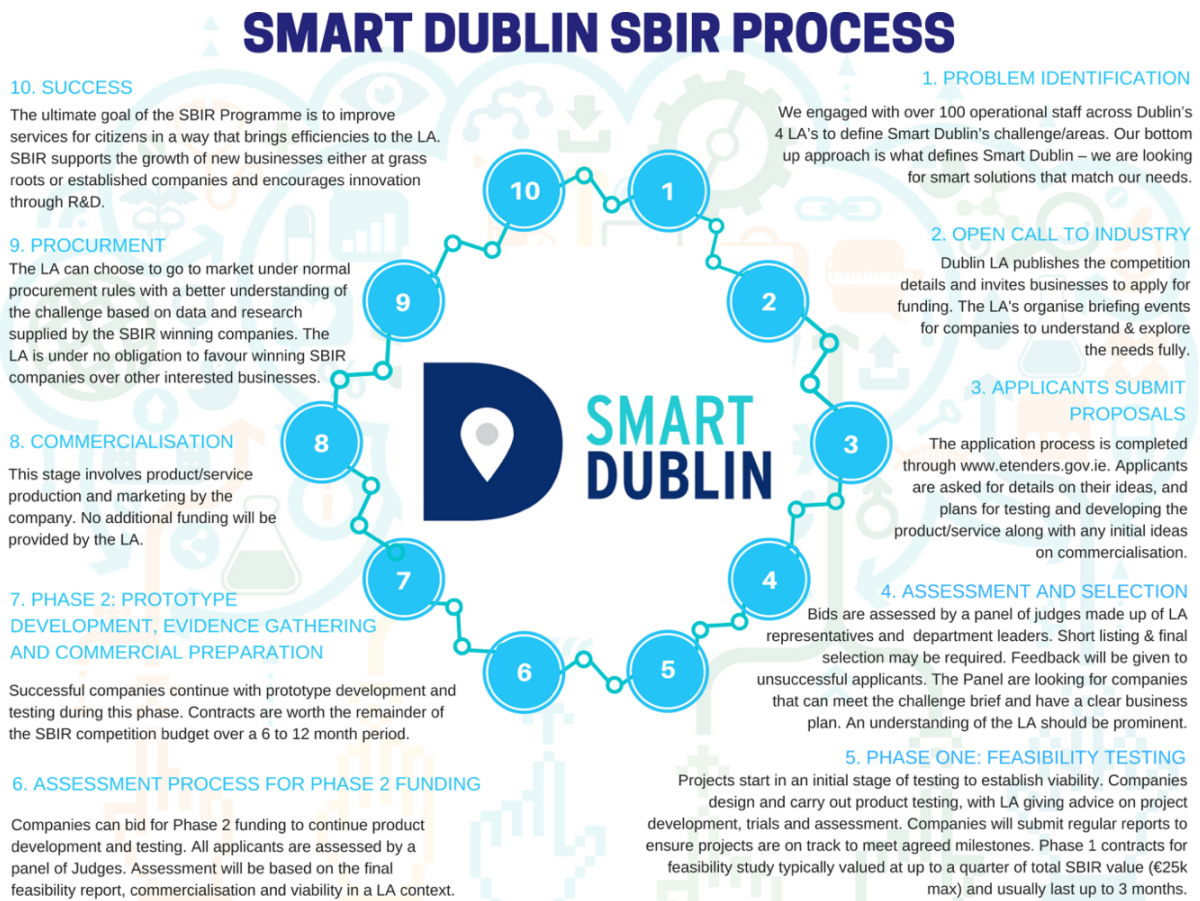 SMART DUBLIN SBIR PROCESS
1. PROBLEM IDENTIFICATION
We engaged with over 100 operational staff across Dublin's
4 LA's to define Smart Dublin's challenge/areas. Our bottom
up approach is what defines Smart Dublin – we are looking
for smart solutions that match our needs.
2. OPEN CALL TO INDUSTRY
Dublin LA publishes the competition
details and invites businesses to apply for
funding. The LA's organise briefing events
for companies to understand & explore
the needs fully.
3. APPLICANTS SUBMIT
PROPOSALS
The application process is completed
through www.etenders.gov.ie. Applicants
are asked for details on their ideas, and
plans for testing and developing the
product/service along with any initial ideas
on commercialisation.
4. ASSESSMENT AND SELECTION
Bids are assessed by a panel of judges made up of LA
representatives and department leaders. Short listing & final
selection may be required. Feedback will be given to
unsuccessful applicants. The Panel are looking for companies
that can meet the challenge brief and have a clear business
plan. An understanding of the LA should be prominent.
5. PHASE ONE: FEASIBILITY TESTING
Projects start in an initial stage of testing to establish viability. Companies
design and carry out product testing, with LA giving advice on project
development, trials and assessment. Companies will submit regular reports to
ensure projects are on track to meet agreed milestones. Phase 1 contracts for
feasibility study typically valued at up to a quarter of total SBIR value (€25k
max) and usually last up to 3 months.
6. ASSESSMENT PROCESS FOR PHASE 2 FUNDING
Companies can bid for Phase 2 funding to continue product
development and testing. All applicants are assessed by a
panel of Judges. Assessment will be based on the final
feasibility report, commercialisation and viability in a LA context.
7. PHASE 2: PROTOTYPE
DEVELOPMENT, EVIDENCE GATHERING
AND COMMERCIAL PREPARATION
Successful companies continue with prototype development and
testing during this phase. Contracts are worth the remainder of
the SBIR competition budget over a 6 to 12 month period.
8. COMMERCIALISATION
This stage involves product/service
production and marketing by the
company. No additional funding will be
provided by the LA.
9. PROCURMENT
The LA can choose to go to market under normal
procurement rules with a better understanding of
the challenge based on data and research
supplied by the SBIR winning companies. The
LA is under no obligation to favour winning SBIR
companies over other interested businesses.
10. SUCCESS
The ultimate goal of the SBIR Programme is to improve
services for citizens in a way that brings efficiencies to the LA.
SBIR supports the growth of new businesses either at grass
roots or established companies and encourages innovation
through R&D.
1
2
3
4
5
6
7
8
9
10
SMART
DUBLIN